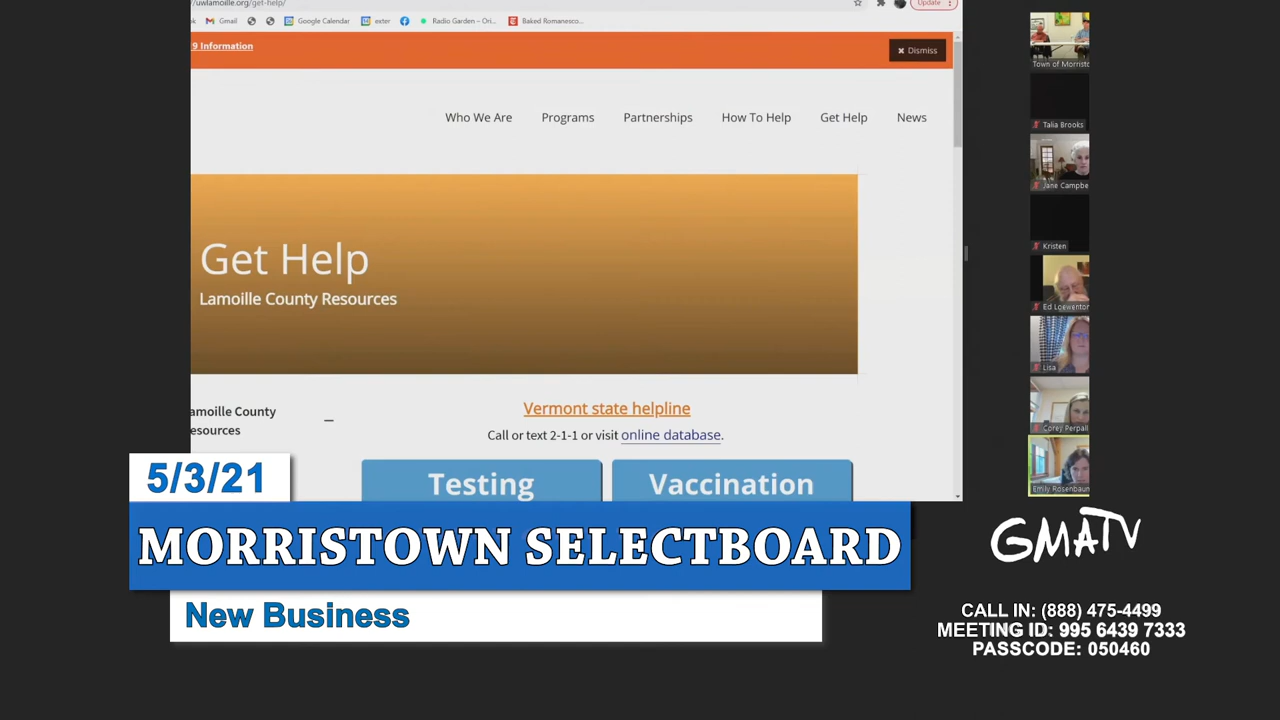 /uwlamoille.org/get-help/
Update
Gmail
Google Calendar
exter
Radio Garden – Ori...
Baked Romanesco...
9 Information
× Dismiss
Who We Are
Programs
Partnerships
How To Help
Get Help
News
Get Help
Lamoille County Resources
amoille County
esources
Vermont state helpline
Call or text 2-1-1 or visit online database.
Testing
Vaccination
Town of Morristo
Talia Brooks
Jane Campbe
Kristen
Ed Loewenton
Lisa
Corey Perpall
Emily Rosenbaun
5/3/21
MORRISTOWN SELECTBOARD
New Business
GMATV
CALL IN: (888) 475-4499
MEETING ID: 995 6439 7333
PASSCODE: 050460